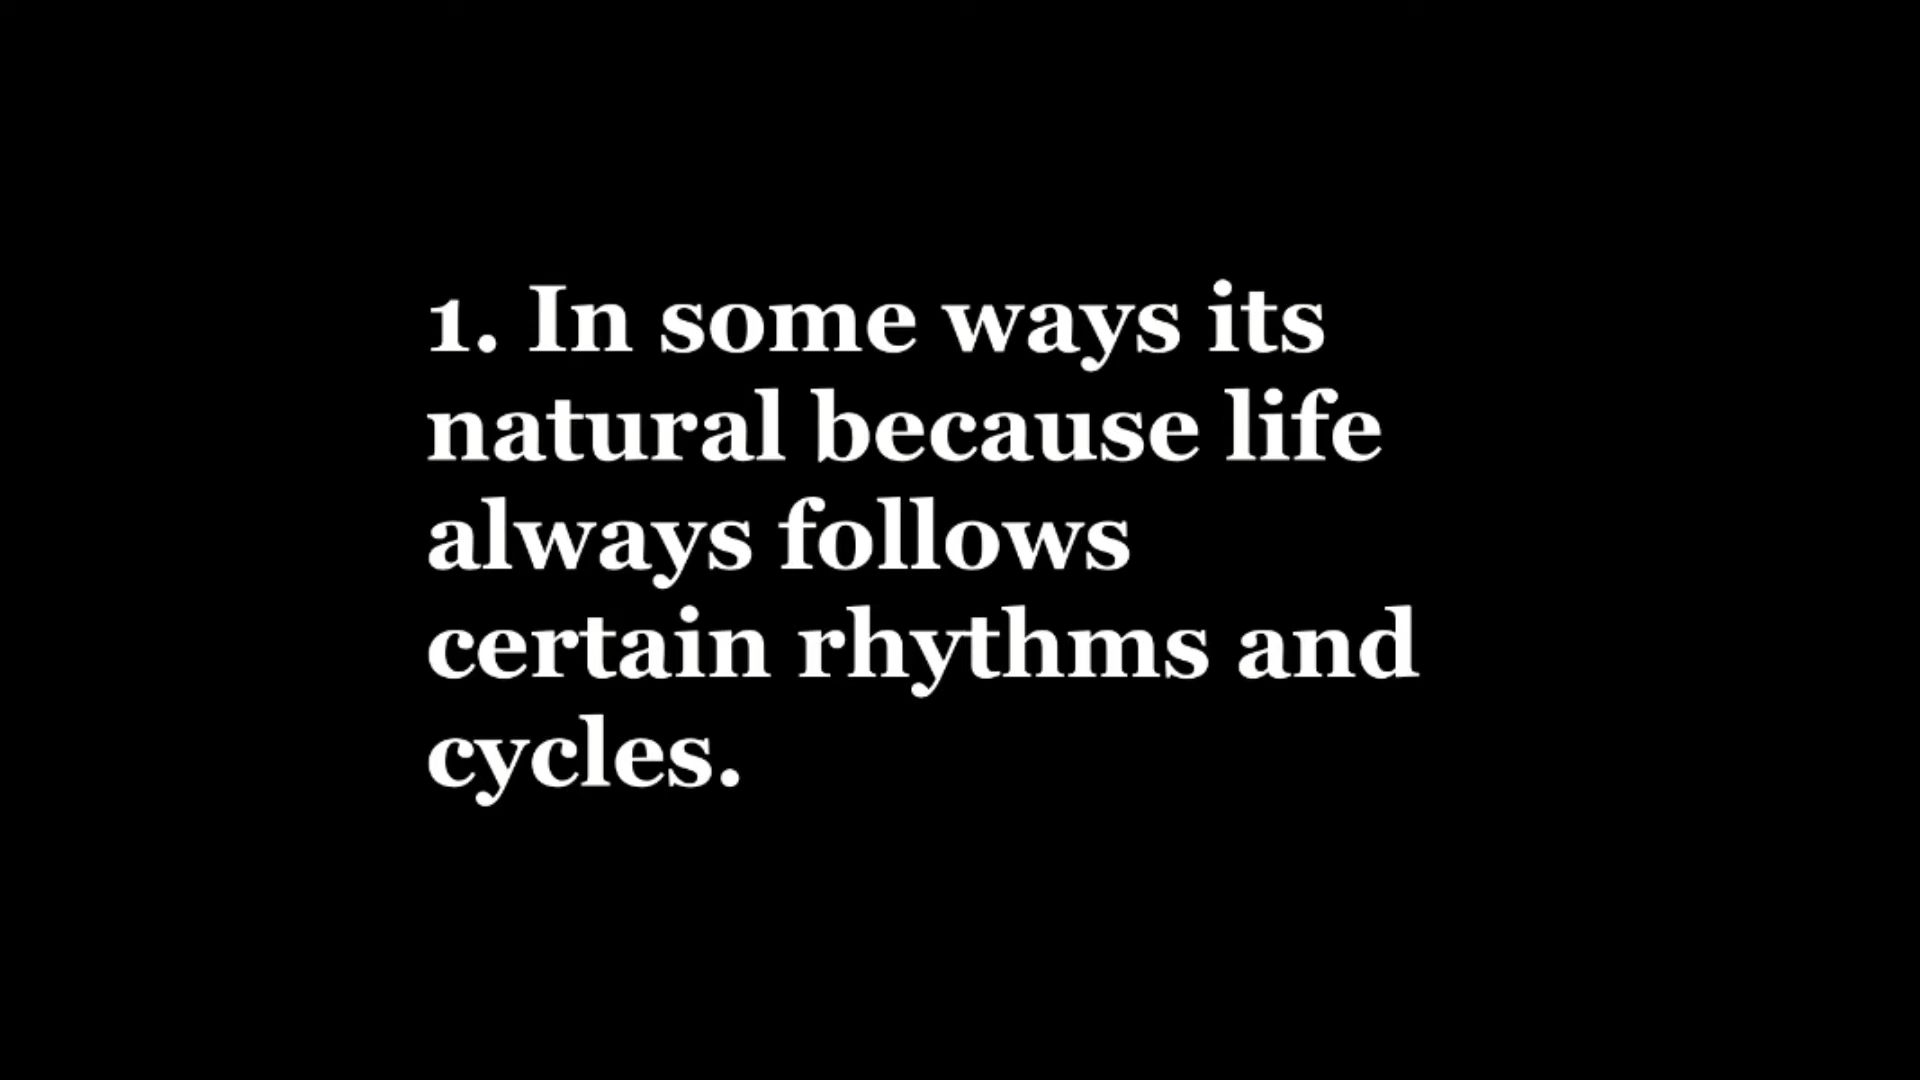 1. In some ways its
natural because life
always follows
certain rhythms and
cycles.